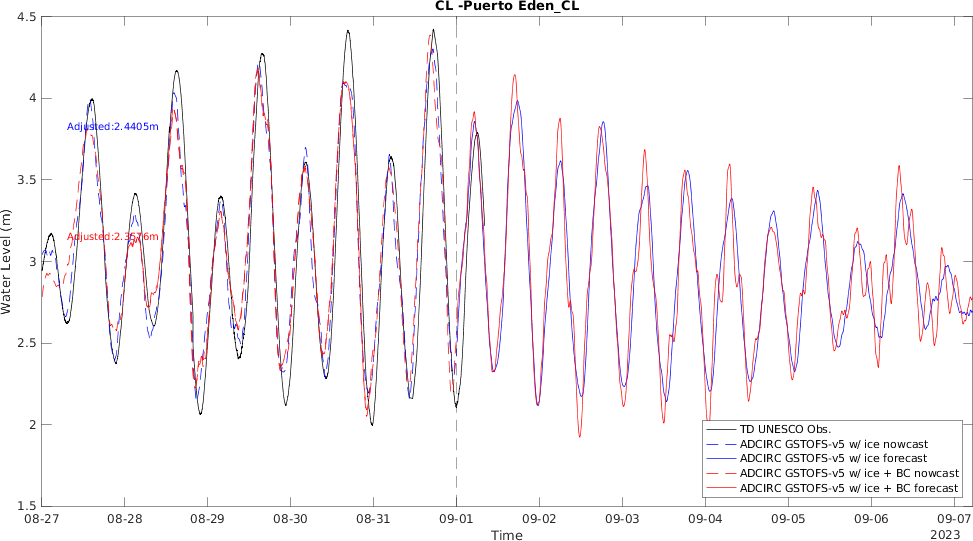 CL -Puerto Eden_CL
4.5
4
3.5
3
2.5
2
1.5
Water Level (m)
Adjusted:2.4405m
Adjusted:2.3576m
TD UNESCO Obs.
ADCIRC GSTOFS-v5 w/ ice nowcast
ADCIRC GSTOFS-v5 w/ ice forecast
ADCIRC GSTOFS-v5 w/ ice + BC nowcast
ADCIRC GSTOFS-v5 w/ ice + BC forecast
08-27 08-28 08-29 08-30 08-31 09-01 09-02 09-03 09-04 09-05 09-06 09-07
Time
2023